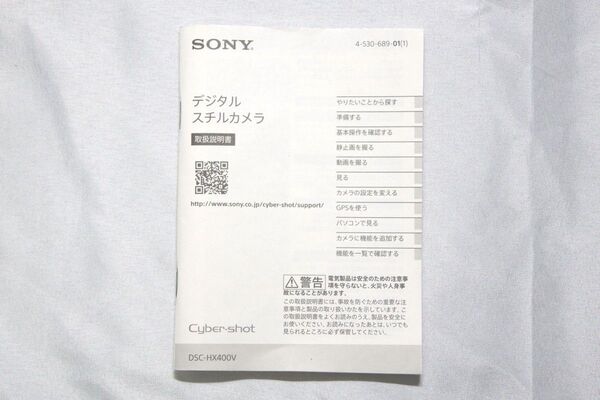 SONY
4-530-689-01(1)
デジタル
スチルカメラ
取扱説明書
http://www.sony.co.jp/cyber-shot/support/
やりたいことから探す
準備する
基本操作を確認する
静止画を撮る
動画を撮る
見る
カメラの設定を変える
GPSを使う
パソコンで見る
カメラに機能を追加する
機能を一覧で確認する
警告
電気製品は安全のための注意事
項を守らないと、火災や人身事
故になることがあります。
この取扱説明書には、事故を防ぐための重要な注
意事項と製品の取り扱いかたを示しています。こ
の取扱説明書をよくお読みのうえ、製品を安全に
お使いください。お読みになったあとは、いつでも
見られるところに必ず保管してください。
Cyber-shot
DSC-HX400V